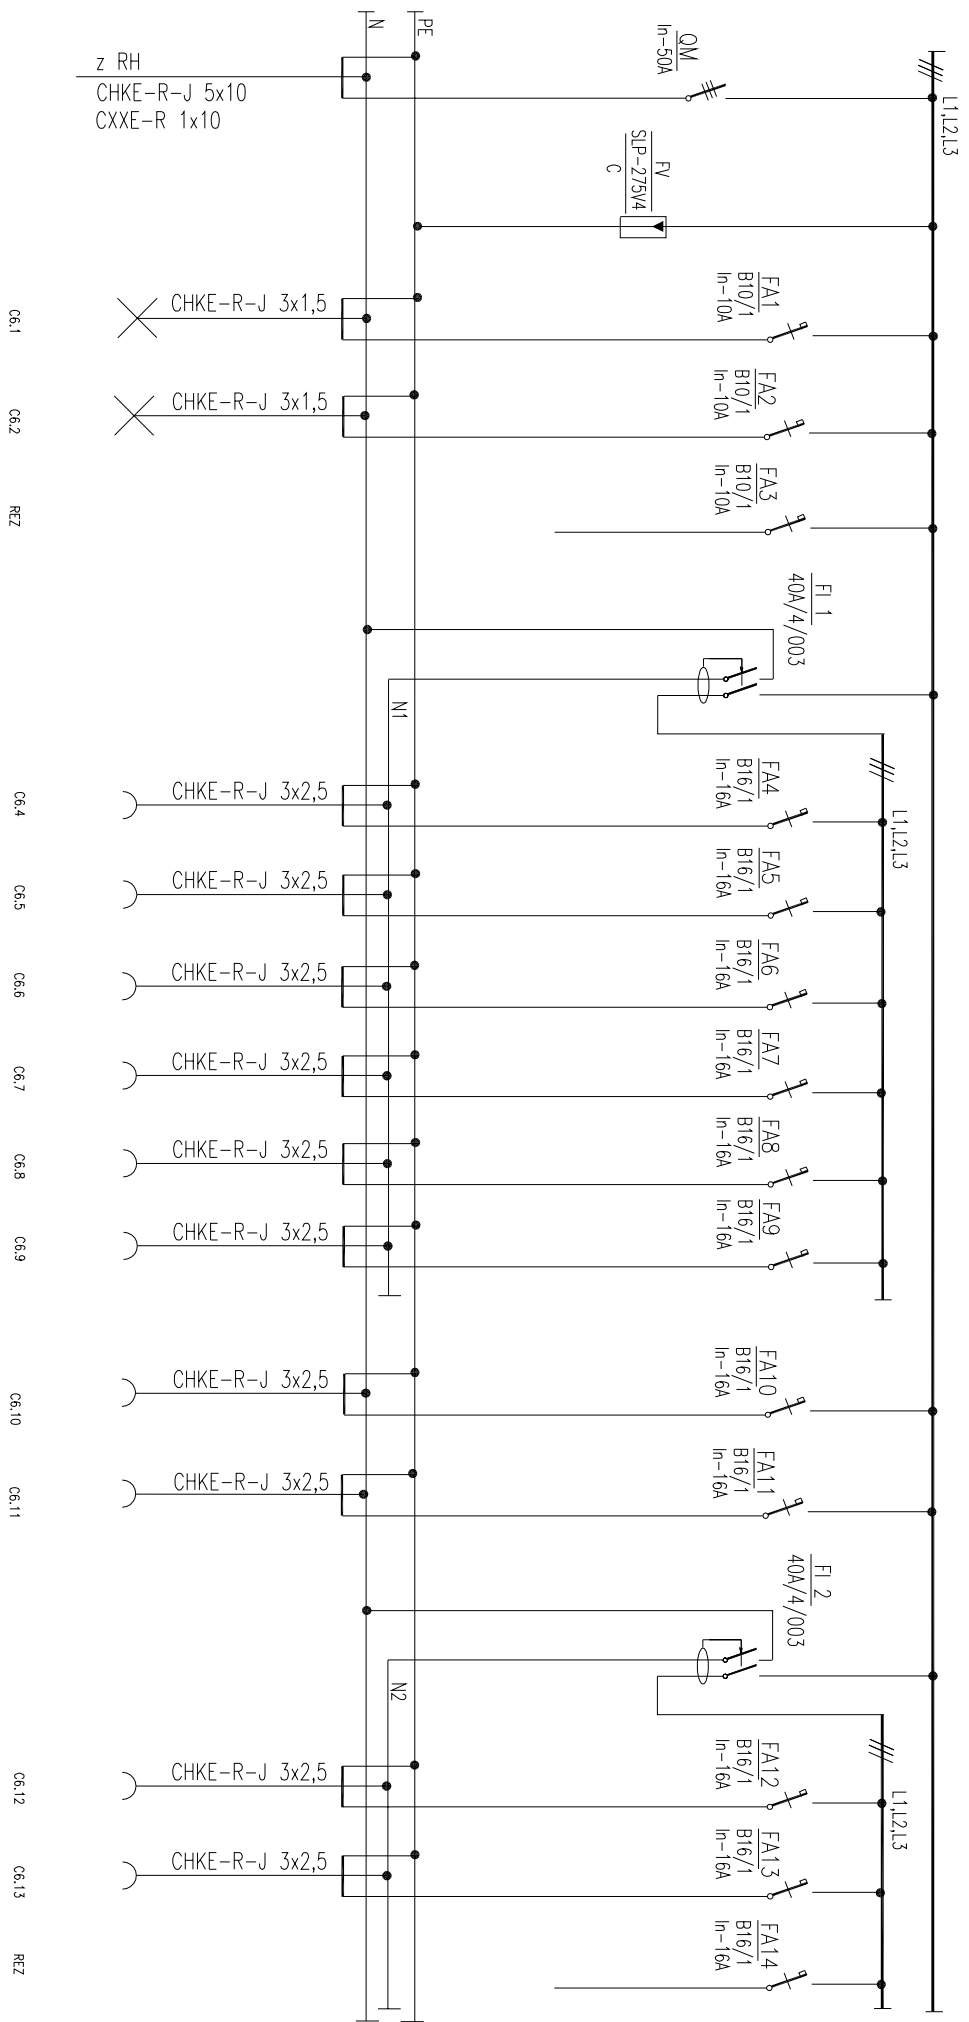 N
PE
z RH
CHKE-R-J 5x10
CXXE-R 1x10
QM
In-50A
L1,L2,L3
FV
SLP-275V4
C
C6.1
CHKE-R-J 3x1,5
FA1
B10/1
In-10A
C6.2
CHKE-R-J 3x1,5
FA2
B10/1
In-10A
REZ
FA3
B10/1
In-10A
FI 1
40A/4/003
N1
L1,L2,L3
C6.4
CHKE-R-J 3x2,5
FA4
B16/1
In-16A
C6.5
CHKE-R-J 3x2,5
FA5
B16/1
In-16A
C6.6
CHKE-R-J 3x2,5
FA6
B16/1
In-16A
C6.7
CHKE-R-J 3x2,5
FA7
B16/1
In-16A
C6.8
CHKE-R-J 3x2,5
FA8
B16/1
In-16A
C6.9
CHKE-R-J 3x2,5
FA9
B16/1
In-16A
C6.10
CHKE-R-J 3x2,5
FA10
B16/1
In-16A
C6.11
CHKE-R-J 3x2,5
FA11
B16/1
In-16A
FI 2
40A/4/003
N2
L1,L2,L3
C6.12
CHKE-R-J 3x2,5
FA12
B16/1
In-16A
C6.13
CHKE-R-J 3x2,5
FA13
B16/1
In-16A
REZ
FA14
B16/1
In-16A